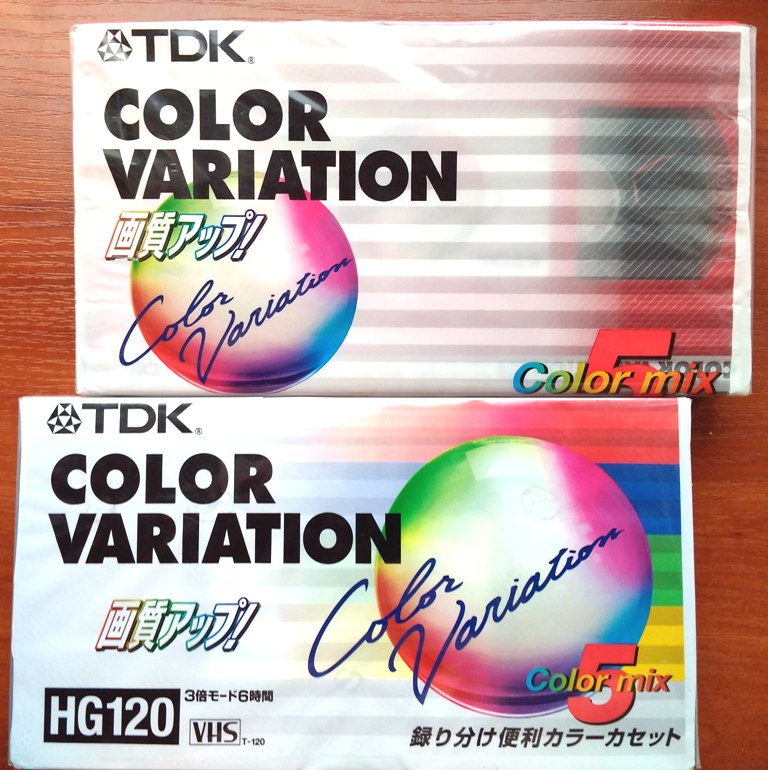 TDK®
COLOR
VARIATION
画質アップ!
Color
Variation
5
Color mix
TDK®
COLOR
VARIATION
Color
Variation
画質アップ!
5
Color mix
HG120
3倍モード6時間
VHS
T-120
録り分け便利カラーカセット